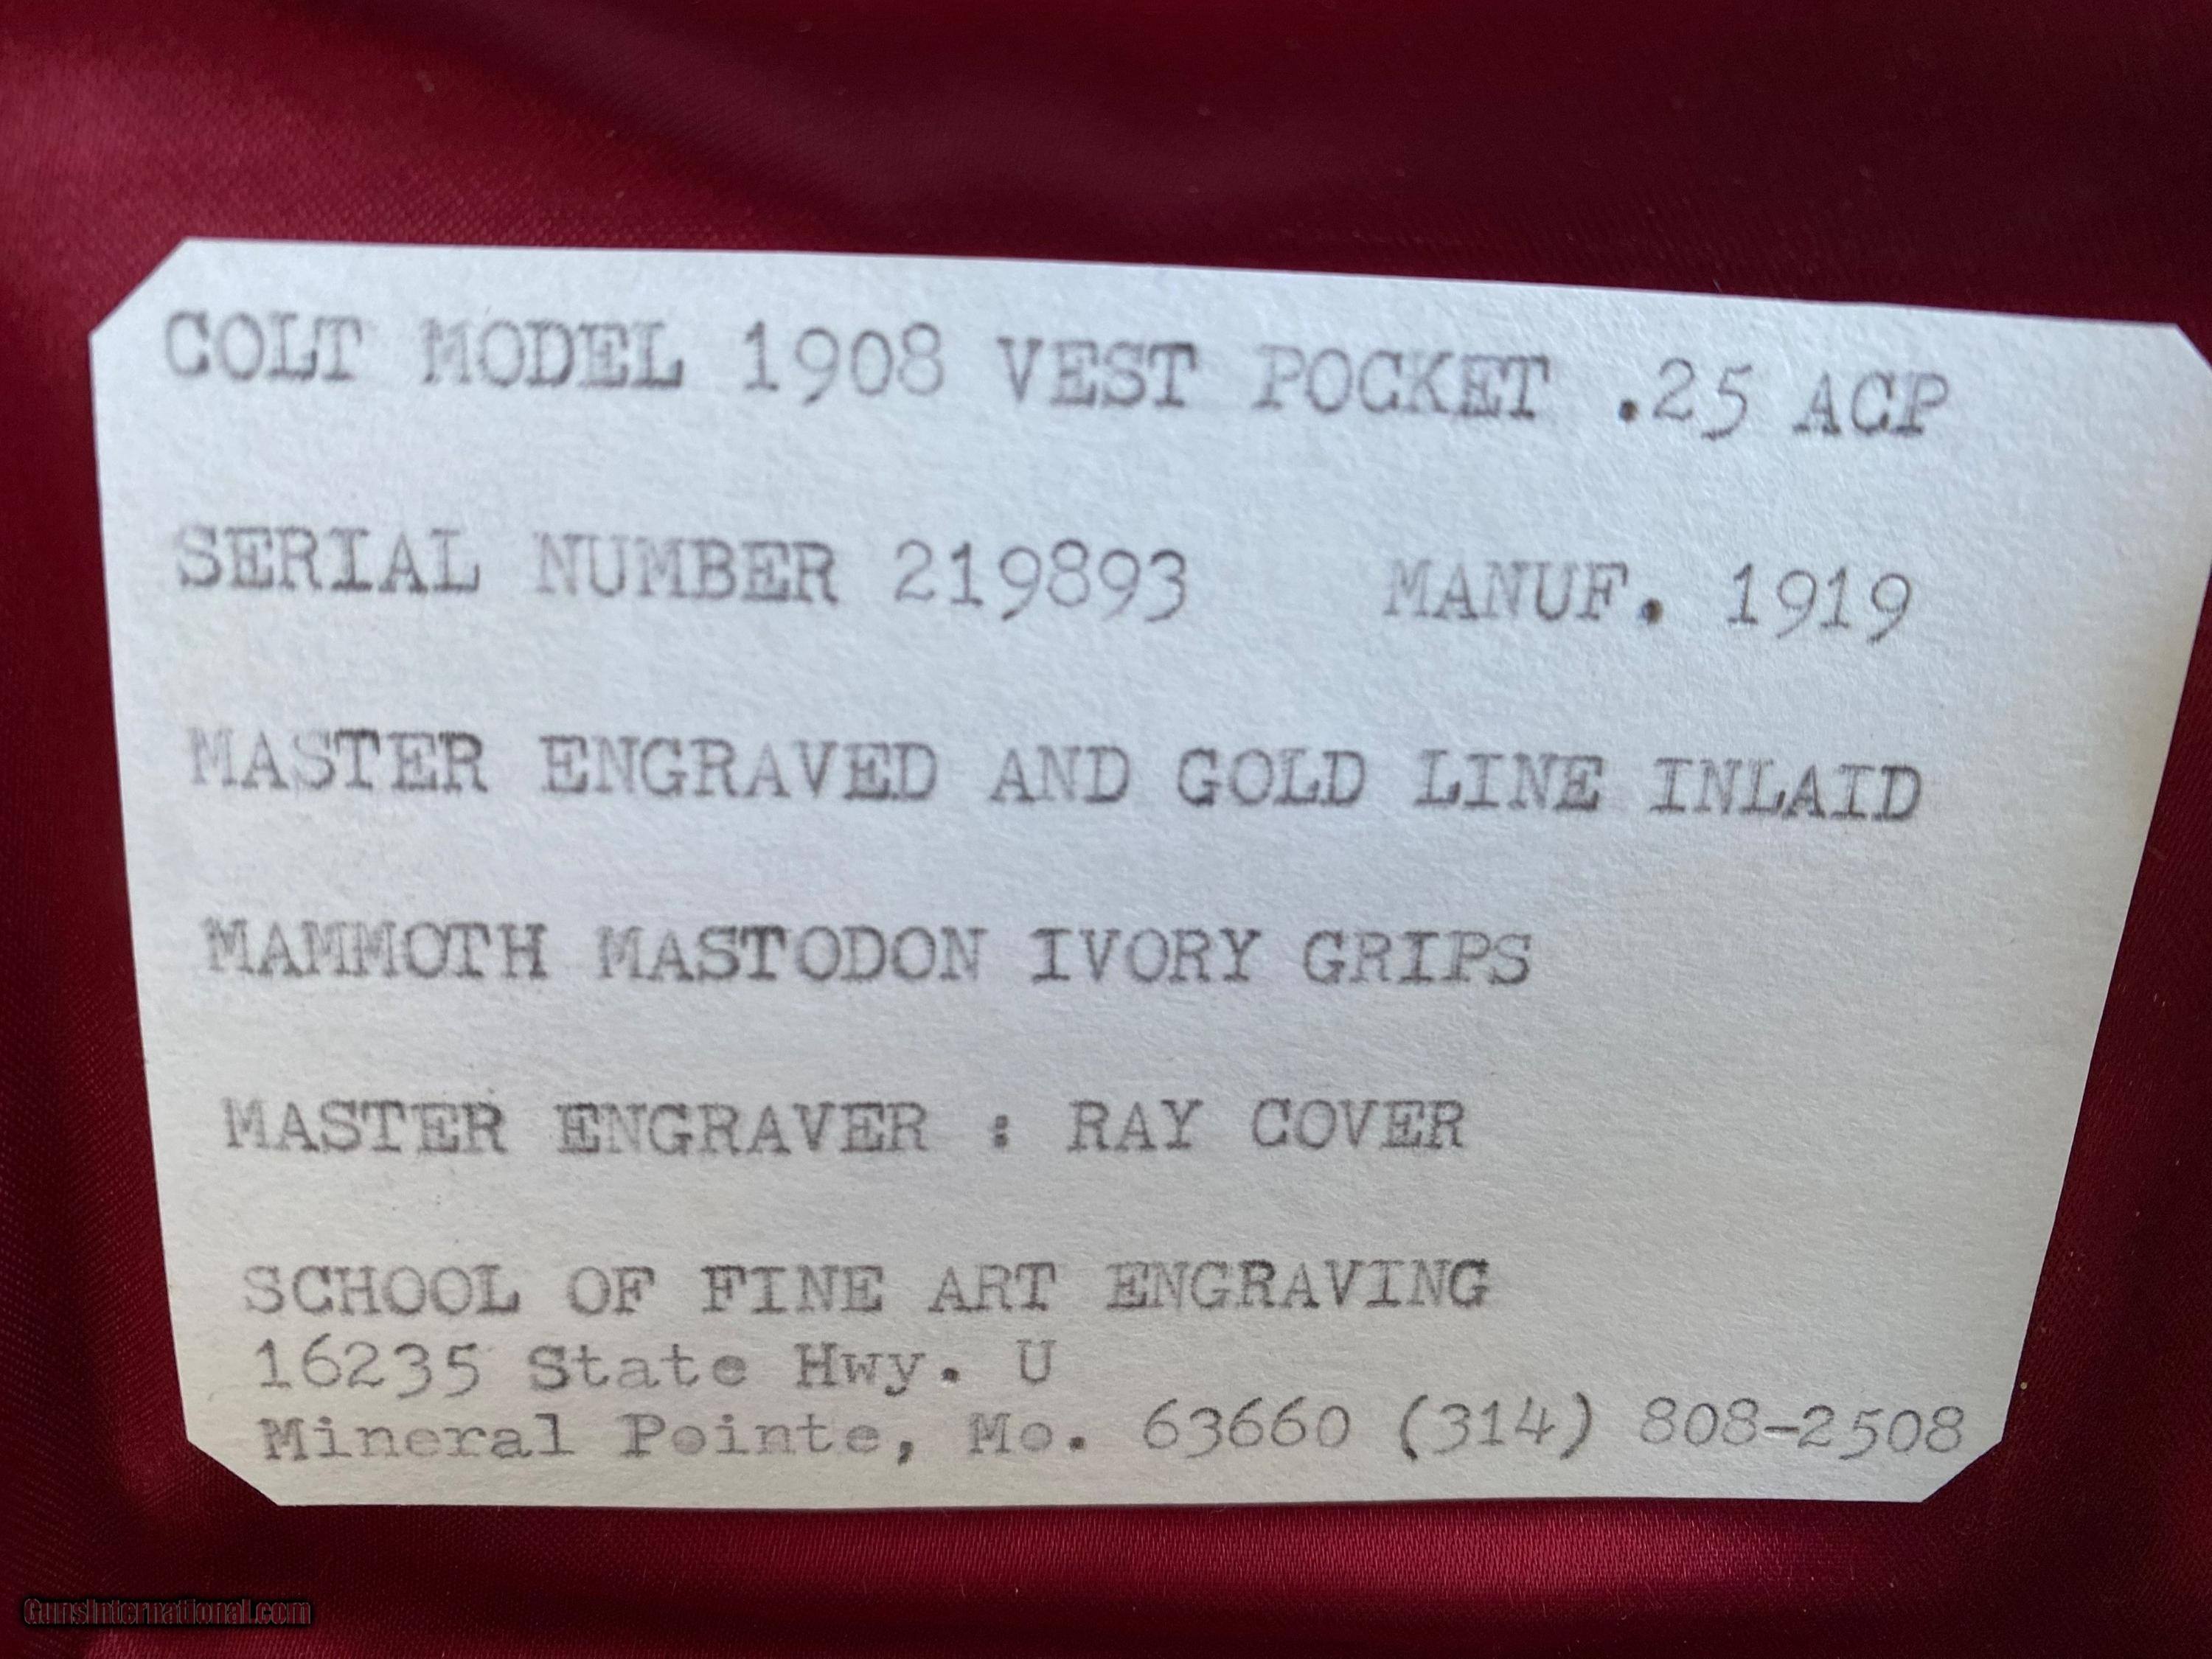 COLT MODEL 1908 VEST POCKET .25 ACP
SERIAL NUMBER 219893 MANUF. 1919
MASTER ENGRAVED AND GOLD LINE INLAID
MAMMOTH MASTODON IVORY GRIPS
MASTER ENGRAVER : RAY COVER
SCHOOL OF FINE ART ENGRAVING
16235 State Hwy. U
Mineral Pointe, Mo. 63660 (314) 808-2508
GunsInternational.com